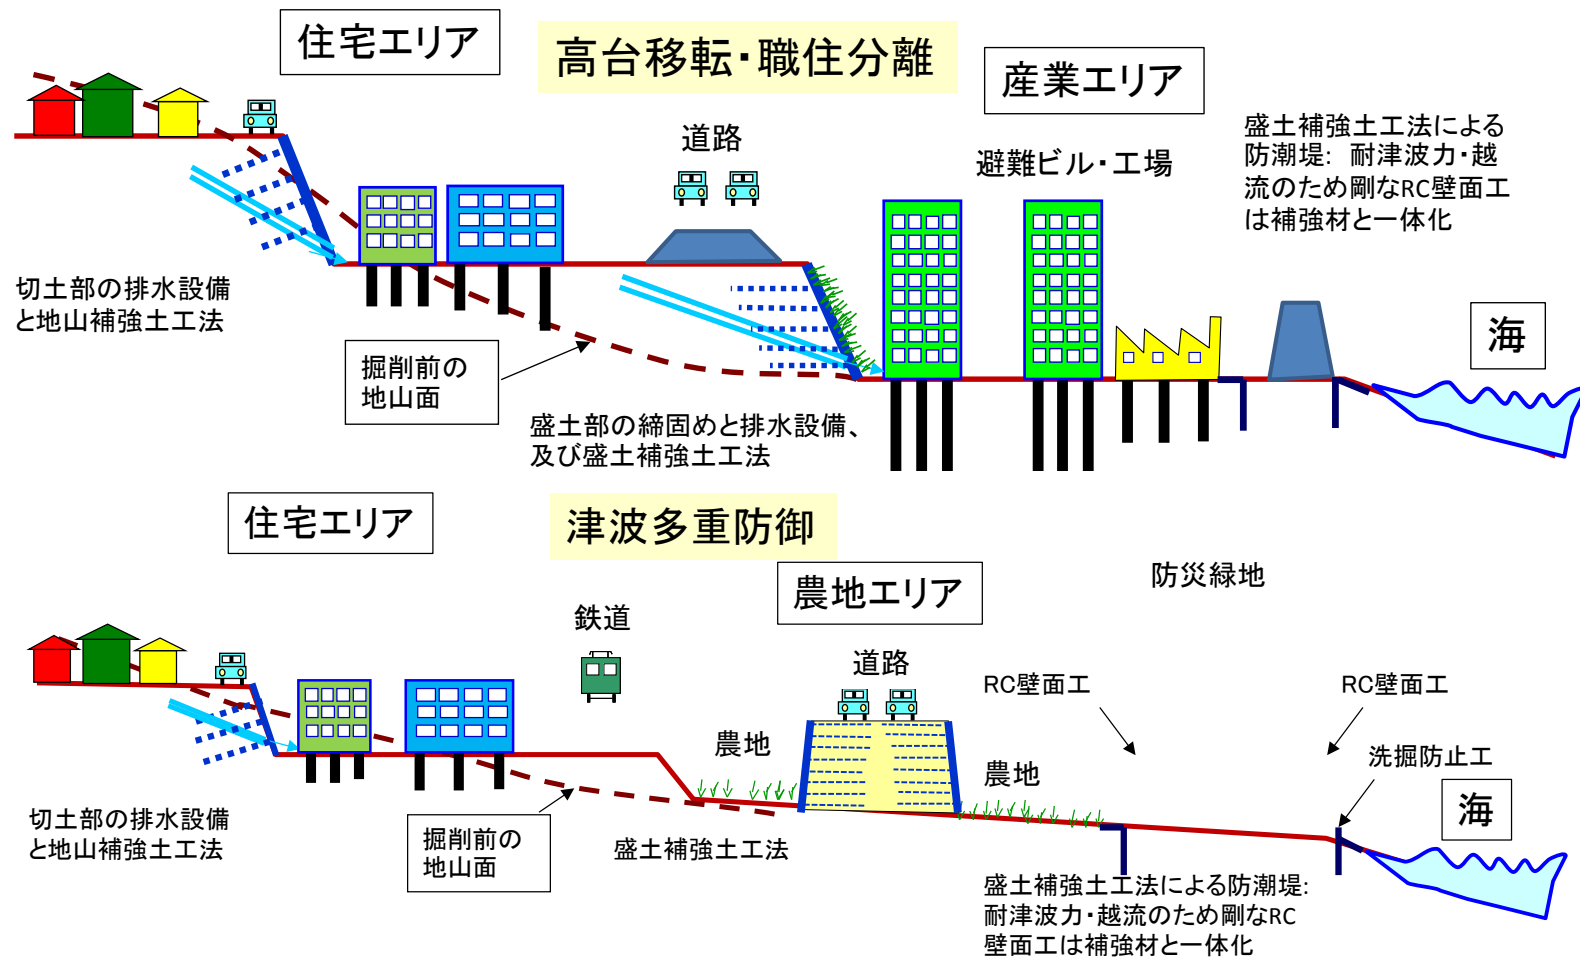 住宅エリア
高台移転・職住分離
産業エリア
道路
避難ビル・工場
盛土補強土工法による
防潮堤: 耐津波力・越
流のため剛なRC壁面工
は補強材と一体化
切土部の排水設備
と地山補強土工法
掘削前の
地山面
盛土部の締固めと排水設備、
及び盛土補強土工法
海
住宅エリア
津波多重防御
農地エリア
防災緑地
鉄道
道路
RC壁面工
RC壁面工
農地
農地
洗掘防止工
海
切土部の排水設備
と地山補強土工法
掘削前の
地山面
盛土補強土工法
盛土補強土工法による防潮堤:
耐津波力・越流のため剛なRC
壁面工は補強材と一体化